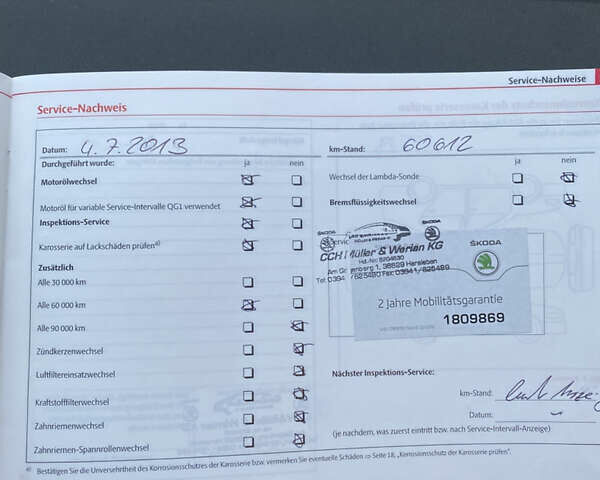 Service-Nachweise
Service-Nachweis
Datum: 4.7.2013
km-Stand: 60612
Durchgeführt wurde: ja nein
ja nein
Motorölwechsel
Wechsel der Lambda-Sonde
Motoröl für variable Service-Intervalle QG1 verwendet
Bremsflüssigkeitswechsel
Inspektions-Service
Karosserie auf Lackschäden prüfen⁴⁾
Zusätzlich
Alle 30 000 km
Alle 60 000 km
Alle 90 000 km
Zündkerzenwechsel
Luftfiltereinsatzwechsel
Kraftstofffilterwechsel
Zahnriemenwechsel
Zahnriemen-Spannrollenwechsel
Müller & Werian KG
38829 Harsleben
ŠKODA
2 Jahre Mobilitätsgarantie
1809869
Nächster Inspektions-Service:
km-Stand:
Datum:
(je nachdem, was zuerst eintritt bzw. nach Service-Intervall-Anzeige)
⁴⁾ Bestätigen Sie die Unversehrtheit des Korrosionsschutzes der Karosserie bzw. vermerken Sie eventuelle Schäden ⇒ Seite 18, „Korrosionsschutz der Karosserie prüfen“.